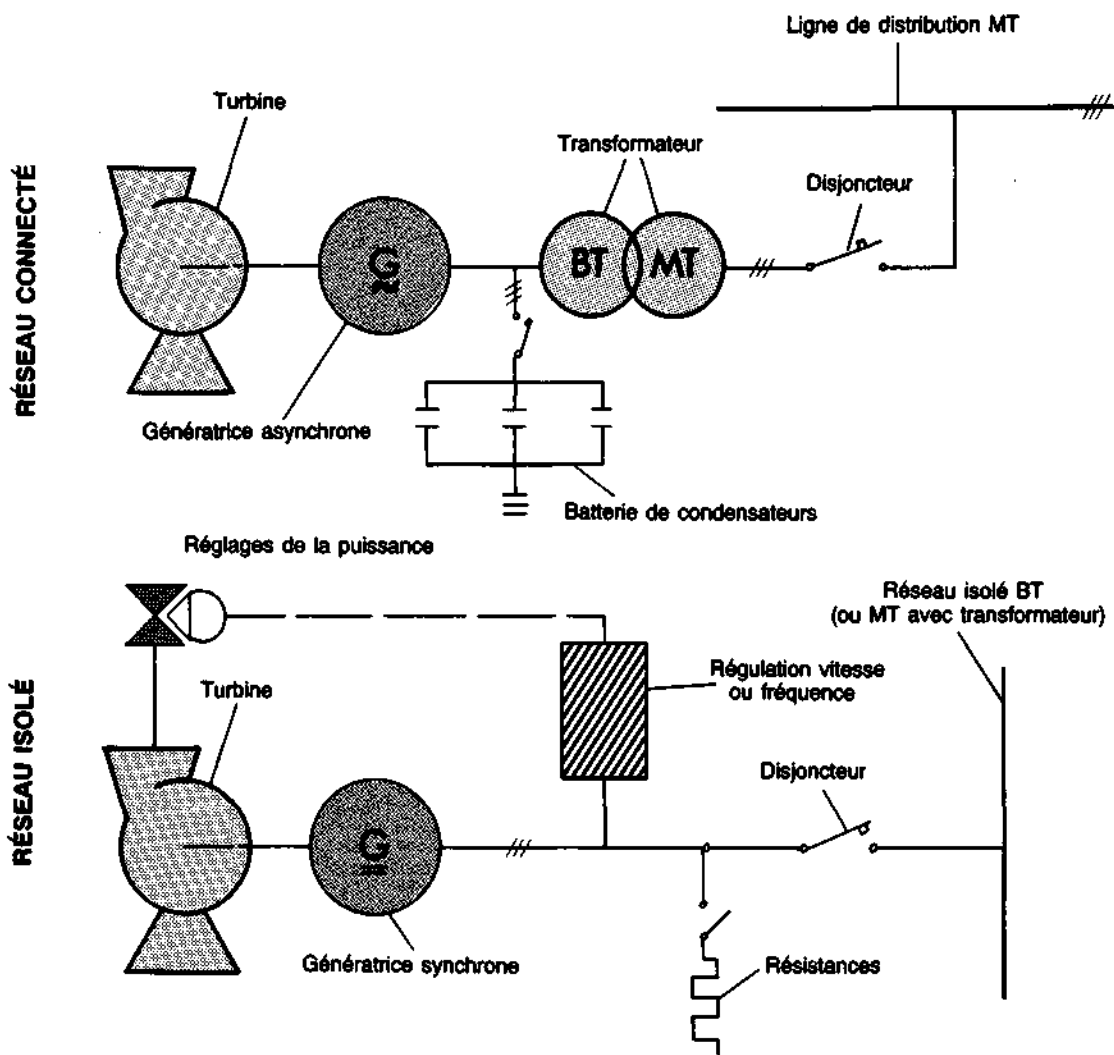 Ligne de distribution MT
Turbine
Transformateur
Disjoncteur
RÉSEAU CONNECTÉ
G
BT
MT
Génératrice asynchrone
Batterie de condensateurs
Réglages de la puissance
Réseau isolé BT
(ou MT avec transformateur)
Régulation vitesse
ou fréquence
Turbine
RÉSEAU ISOLÉ
Disjoncteur
G
Génératrice synchrone
Résistances